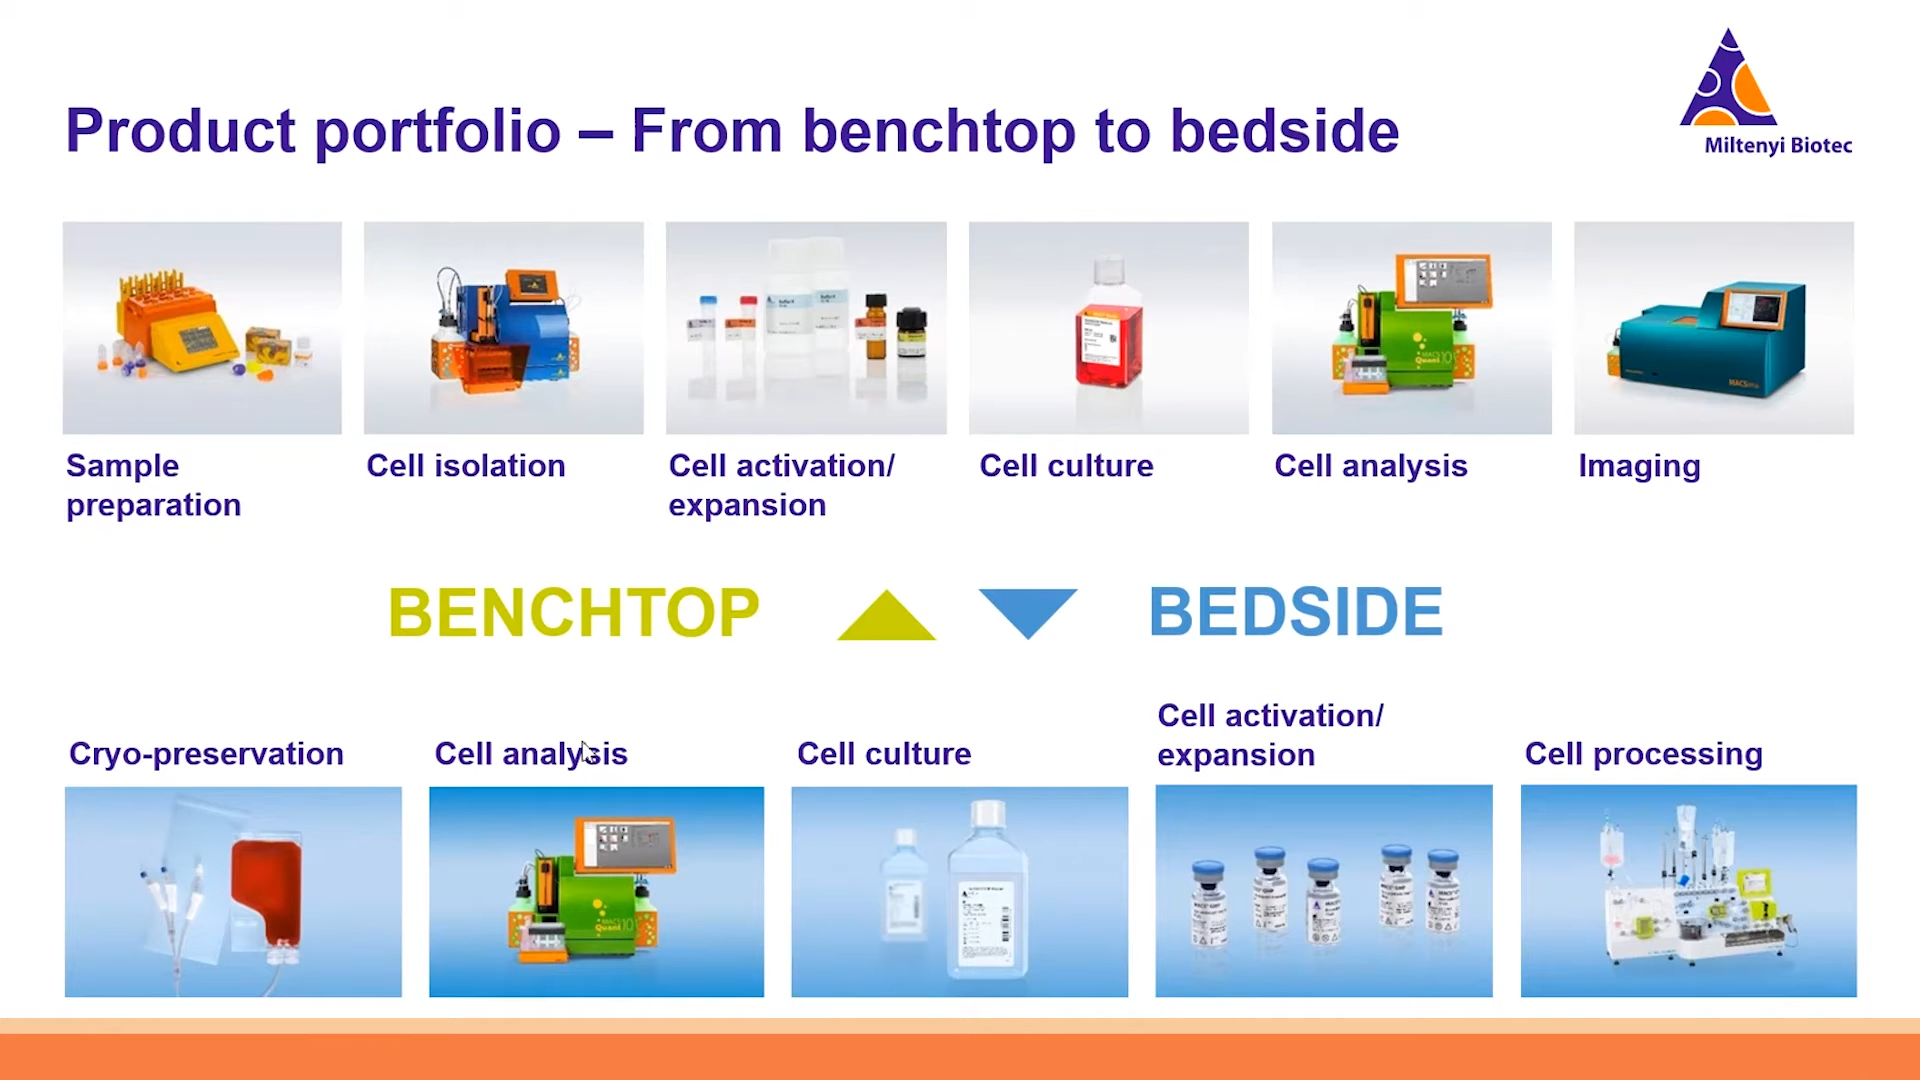 Product portfolio – From benchtop to bedside
Miltenyi Biotec
Sample
preparation
Cell isolation
Cell activation/
expansion
Cell culture
Cell analysis
Imaging
BENCHTOP
BEDSIDE
Cryo-preservation
Cell analysis
Cell culture
Cell activation/
expansion
Cell processing